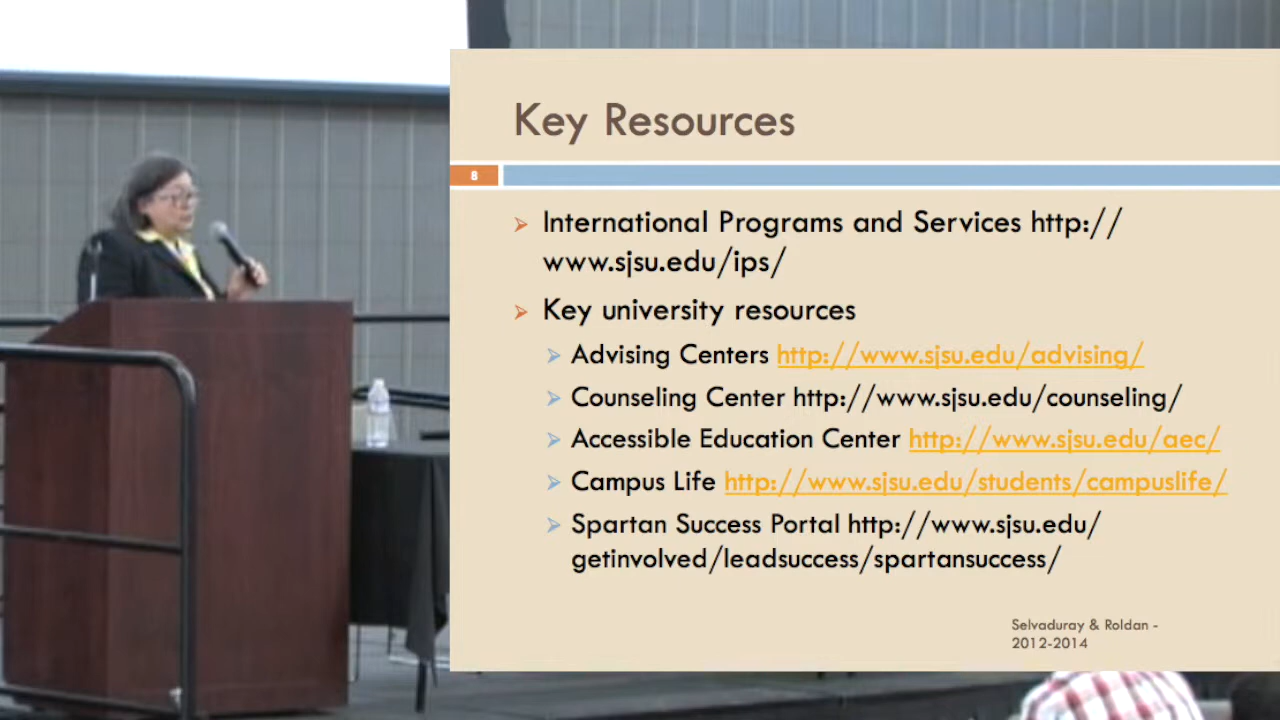 Key Resources
8
International Programs and Services http://
www.sjsu.edu/ips/
Key university resources
Advising Centers http://www.sjsu.edu/advising/
Counseling Center http://www.sjsu.edu/counseling/
Accessible Education Center http://www.sjsu.edu/aec/
Campus Life http://www.sjsu.edu/students/campuslife/
Spartan Success Portal http://www.sjsu.edu/
getinvolved/leadsuccess/spartansuccess/
Selvaduray & Roldan -
2012-2014